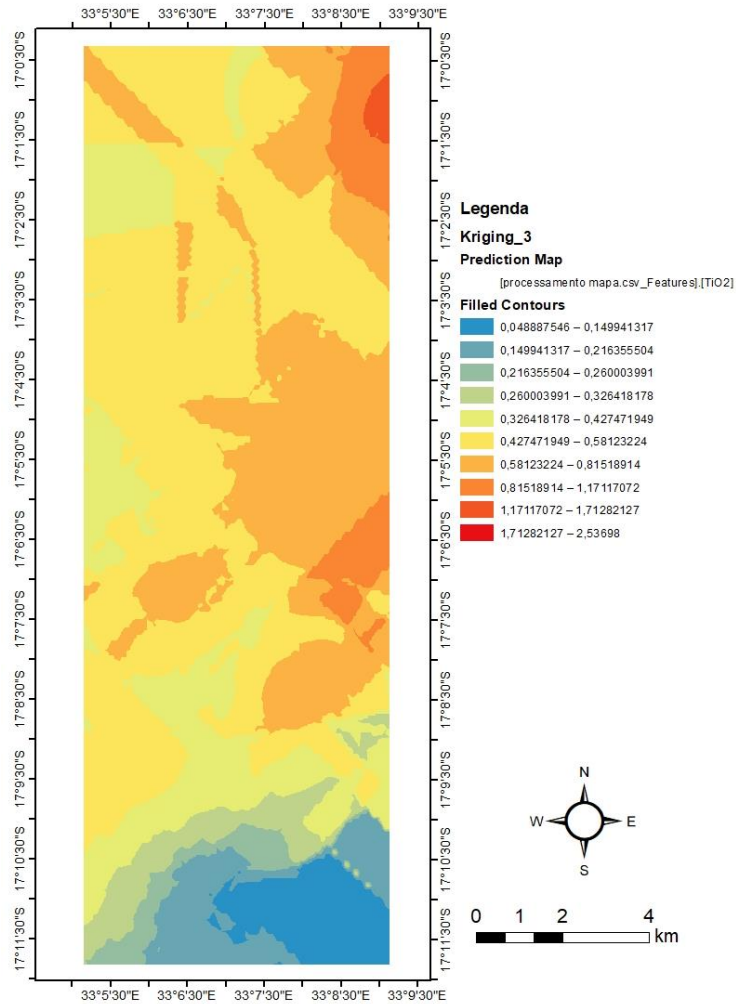 33°5'30"E 33°6'30"E 33°7'30"E 33°8'30"E 33°9'30"E
17°0'30"S 17°0'30"S
17°1'30"S 17°1'30"S
17°2'30"S 17°2'30"S
17°3'30"S 17°3'30"S
17°4'30"S 17°4'30"S
17°5'30"S 17°5'30"S
17°6'30"S 17°6'30"S
17°7'30"S 17°7'30"S
17°8'30"S 17°8'30"S
17°9'30"S 17°9'30"S
17°10'30"S 17°10'30"S
17°11'30"S 17°11'30"S
33°5'30"E 33°6'30"E 33°7'30"E 33°8'30"E 33°9'30"E
Legenda
Kriging_3
Prediction Map
[processamento mapa.csv_Features].[TiO2]
Filled Contours
0,048887546 – 0,149941317
0,149941317 – 0,216355504
0,216355504 – 0,260003991
0,260003991 – 0,326418178
0,326418178 – 0,427471949
0,427471949 – 0,58123224
0,58123224 – 0,81518914
0,81518914 – 1,17117072
1,17117072 – 1,71282127
1,71282127 – 2,53698
N
W E
S
0 1 2 4
km